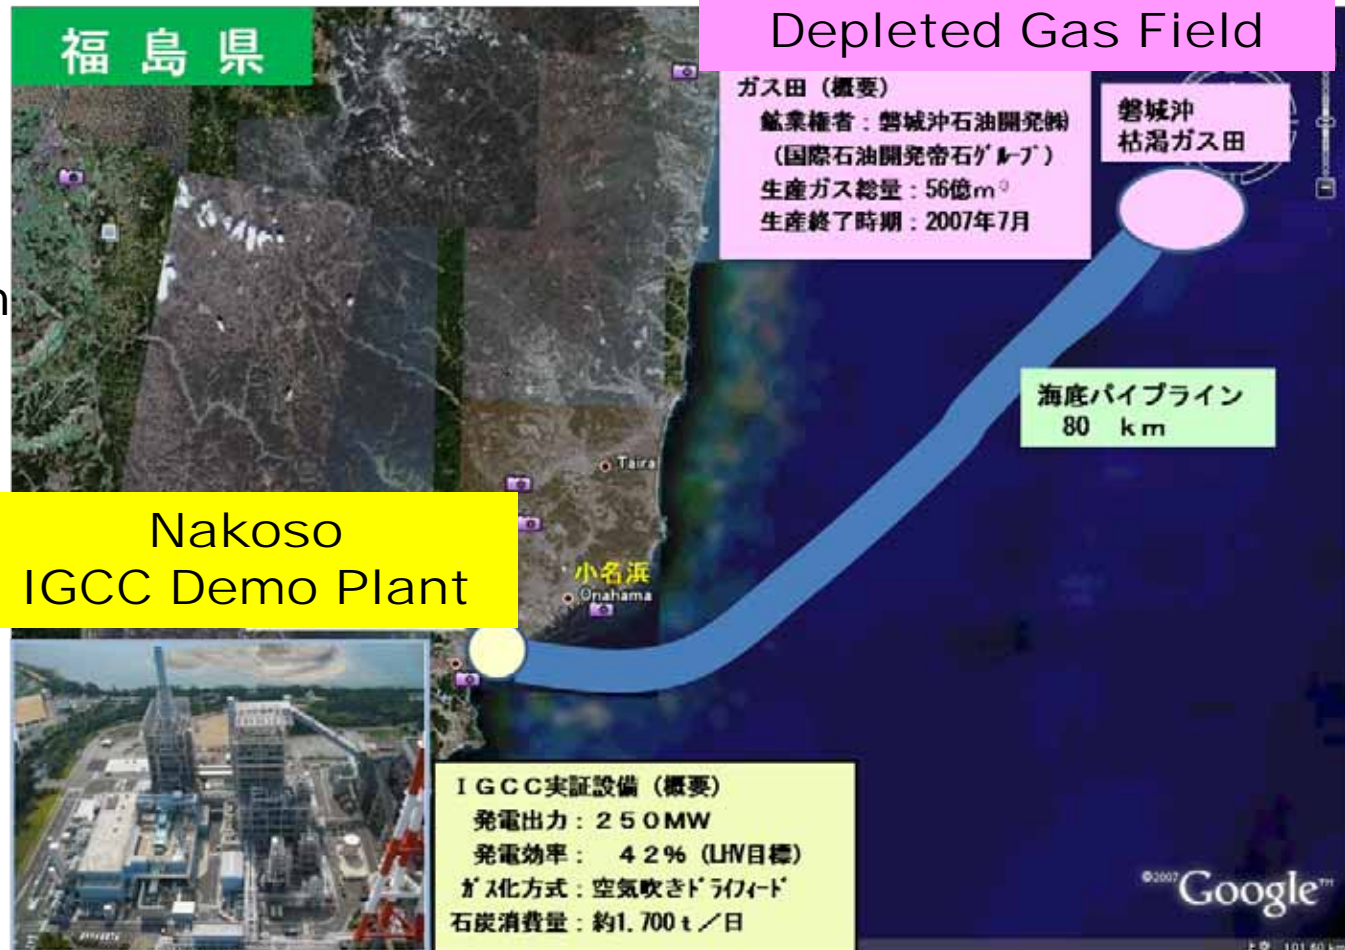 福島県
Depleted Gas Field
ガス田（概要）
鉱業権者：磐城沖石油開発㈱
（国際石油開発帝石ｸﾞﾙｰﾌﾟ）
生産ガス総量：56億m³
生産終了時期：2007年7月
磐城沖
枯渇ガス田
n
海底パイプライン
80 km
Taira
Nakoso
IGCC Demo Plant
小名浜
Onahama
ＩＧＣＣ実証設備（概要）
発電出力：２５０MW
発電効率： ４２％（LHV目標）
ｶﾞｽ化方式：空気吹きﾄﾞﾗｲﾌｨｰﾄﾞ
石炭消費量：約1,700ｔ／日
©2007 Google™